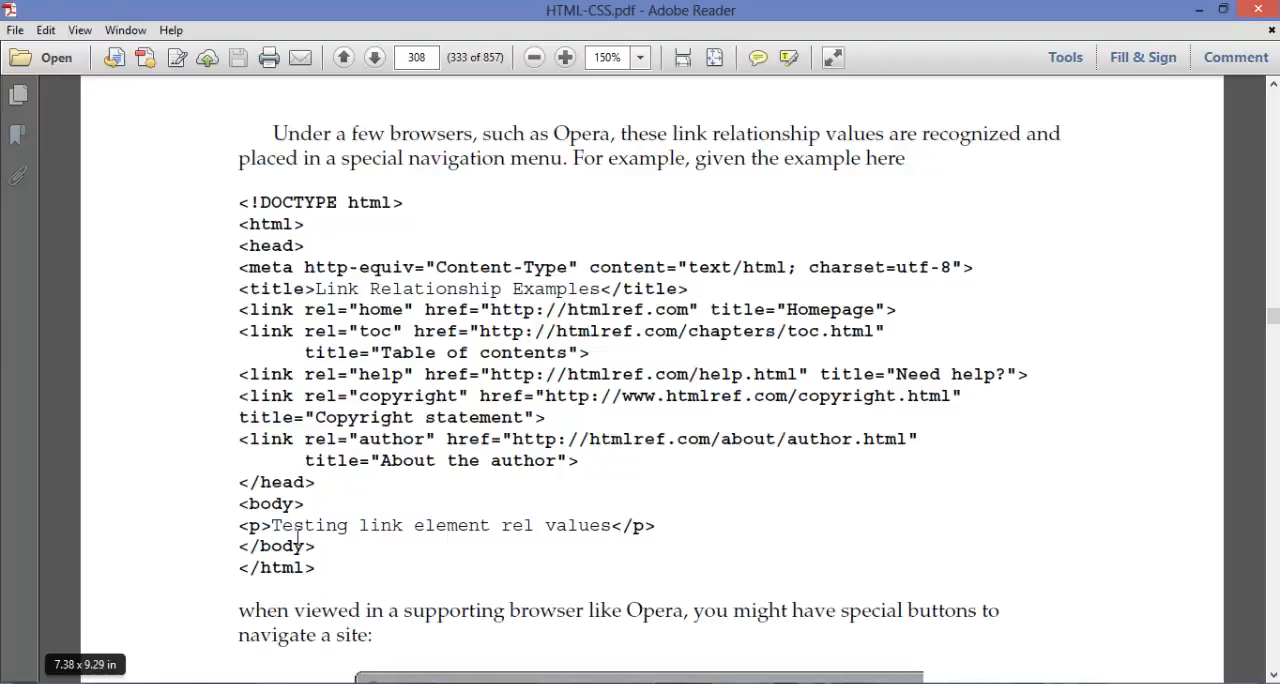 HTML-CSS.pdf - Adobe Reader
File Edit View Window Help
Open 308 (333 of 857) 150% Tools Fill & Sign Comment
Under a few browsers, such as Opera, these link relationship values are recognized and
placed in a special navigation menu. For example, given the example here
<!DOCTYPE html>
<html>
<head>
<meta http-equiv="Content-Type" content="text/html; charset=utf-8">
<title>Link Relationship Examples</title>
<link rel="home" href="http://htmlref.com" title="Homepage">
<link rel="toc" href="http://htmlref.com/chapters/toc.html"
title="Table of contents">
<link rel="help" href="http://htmlref.com/help.html" title="Need help?">
<link rel="copyright" href="http://www.htmlref.com/copyright.html"
title="Copyright statement">
<link rel="author" href="http://htmlref.com/about/author.html"
title="About the author">
</head>
<body>
<p>Testing link element rel values</p>
</body>
</html>
when viewed in a supporting browser like Opera, you might have special buttons to
navigate a site:
7.38 x 9.29 in